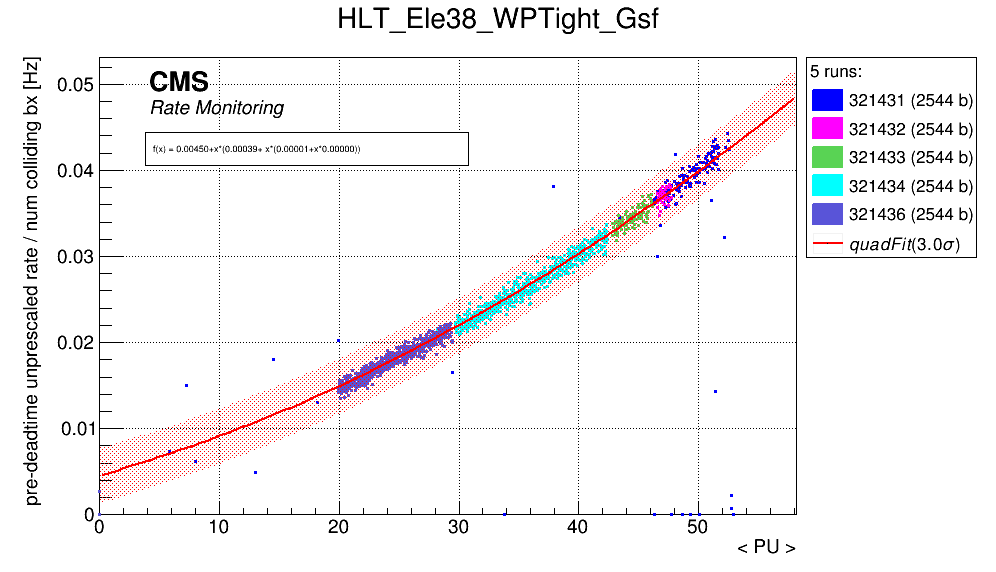 HLT_Ele38_WPTight_Gsf
pre-deadtime unprescaled rate / num colliding bx [Hz]
0.05
0.04
0.03
0.02
0.01
0
CMS
Rate Monitoring
f(x) = 0.00450+x*(0.00039+ x*(0.00001+x*0.00000))
0 10 20 30 40 50
< PU >
5 runs:
321431 (2544 b)
321432 (2544 b)
321433 (2544 b)
321434 (2544 b)
321436 (2544 b)
quadFit(3.0σ)